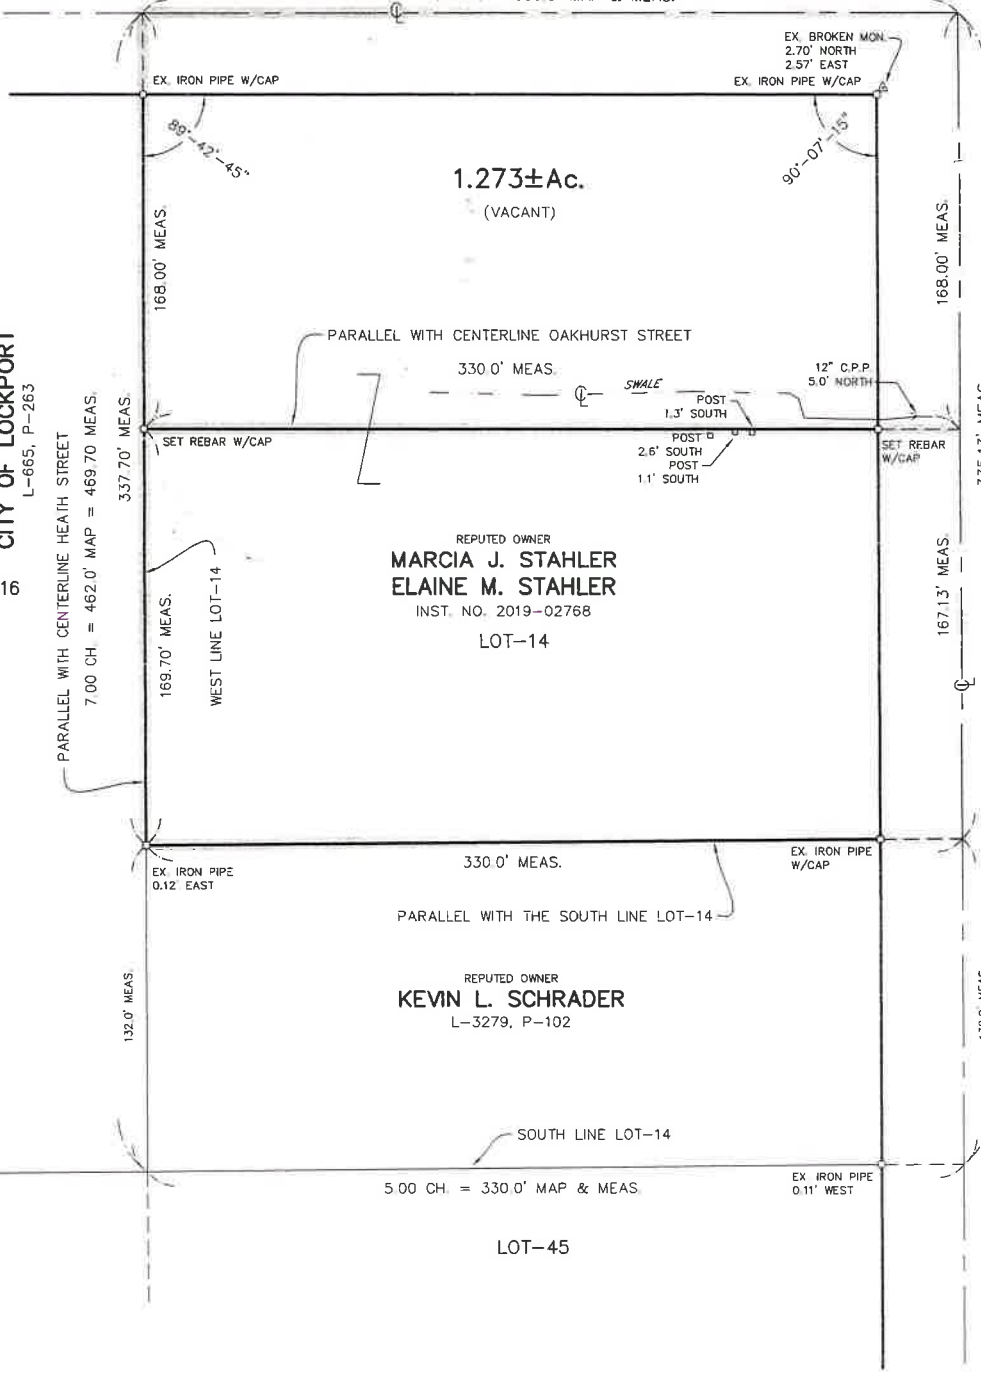 EX. BROKEN MON.
2.70' NORTH
2.57' EAST
EX. IRON PIPE W/CAP
EX. IRON PIPE W/CAP
89°-42'-45"
90°-07'-15"
1.273±Ac.
(VACANT)
168.00' MEAS.
168.00' MEAS.
PARALLEL WITH CENTERLINE OAKHURST STREET
330.0' MEAS.
SWALE
12" C.P.P.
5.0' NORTH
POST
1.3' SOUTH
SET REBAR W/CAP
POST
2.6' SOUTH
POST
1.1' SOUTH
SET REBAR
W/CAP
CITY OF LOCKPORT
L-665, P-263
16
PARALLEL WITH CENTERLINE HEATH STREET
7.00 CH. = 462.0' MAP = 469.70 MEAS.
337.70' MEAS.
169.70' MEAS.
WEST LINE LOT-14
REPUTED OWNER
MARCIA J. STAHLER
ELAINE M. STAHLER
INST. NO. 2019-02768
LOT-14
167.13' MEAS.
EX. IRON PIPE
0.12' EAST
330.0' MEAS.
EX. IRON PIPE
W/CAP
PARALLEL WITH THE SOUTH LINE LOT-14
132.0' MEAS.
REPUTED OWNER
KEVIN L. SCHRADER
L-3279, P-102
SOUTH LINE LOT-14
5.00 CH. = 330.0' MAP & MEAS.
EX IRON PIPE
0.11' WEST
LOT-45